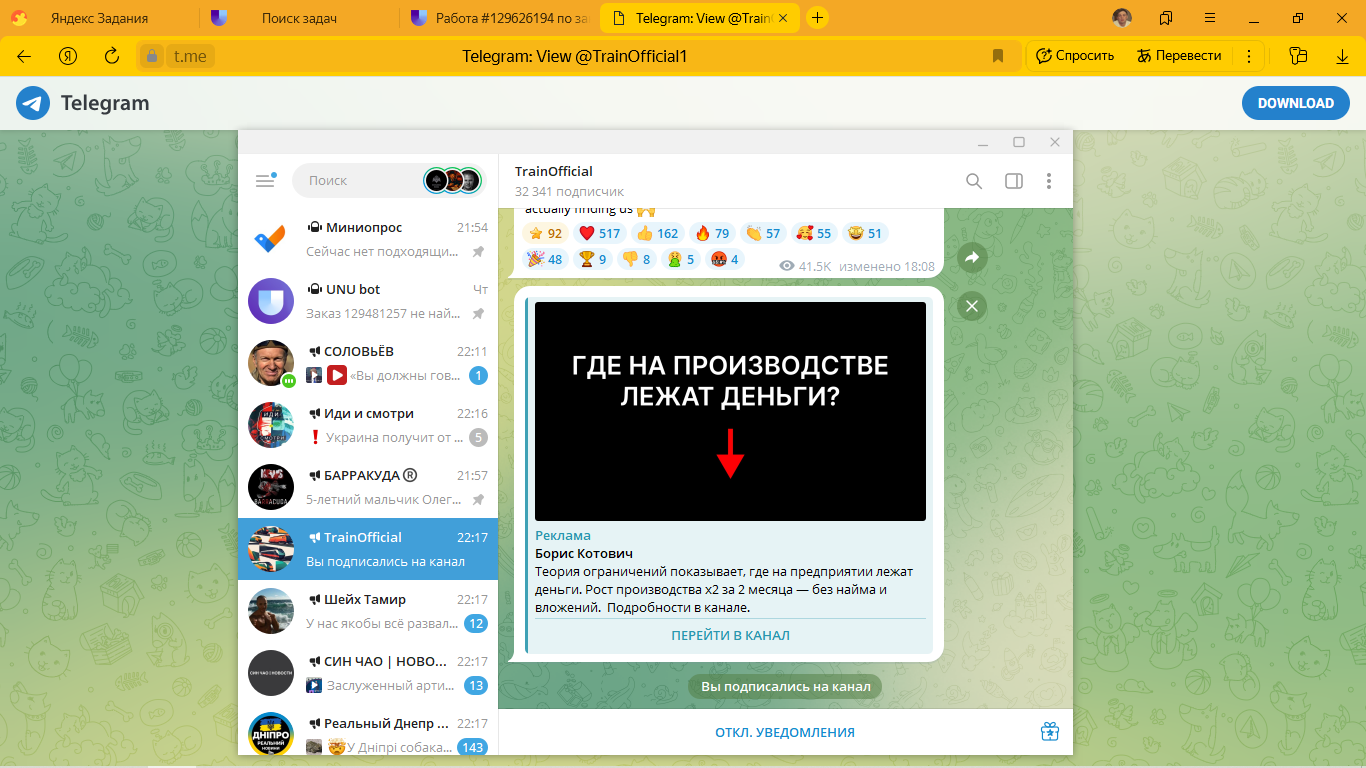 Яндекс Задания
Поиск задач
Работа #129626194 по за
Telegram: View @Train
t.me
Telegram: View @TrainOfficial1
Спросить
Перевести
Telegram
DOWNLOAD
Поиск
TrainOfficial
32 341 подписчик
Миниопрос
21:54
Сейчас нет подходящи...
UNU bot
Чт
Заказ 129481257 не най...
СОЛОВЬЁВ
22:11
«Вы должны гов...
1
Иди и смотри
22:16
Украина получит от ...
5
БАРРАКУДА ®
21:57
5-летний мальчик Олег...
TrainOfficial
22:17
Вы подписались на канал
Шейх Тамир
22:17
У нас якобы всё развал...
12
СИН ЧАО | НОВО...
22:17
СИН ЧАО | НОВОСТИ
Заслуженный арти...
13
Реальный Днепр ...
22:17
ДНІПРО
РЕАЛЬНИЙ
У Дніпрі собака...
143
actually finding us
92 517 162 79 57 55 51
48 9 8 5 4
41.5K изменено 18:08
ГДЕ НА ПРОИЗВОДСТВЕ
ЛЕЖАТ ДЕНЬГИ?
Реклама
Борис Котович
Теория ограничений показывает, где на предприятии лежат
деньги. Рост производства х2 за 2 месяца — без найма и
вложений. Подробности в канале.
ПЕРЕЙТИ В КАНАЛ
Вы подписались на канал
ОТКЛ. УВЕДОМЛЕНИЯ